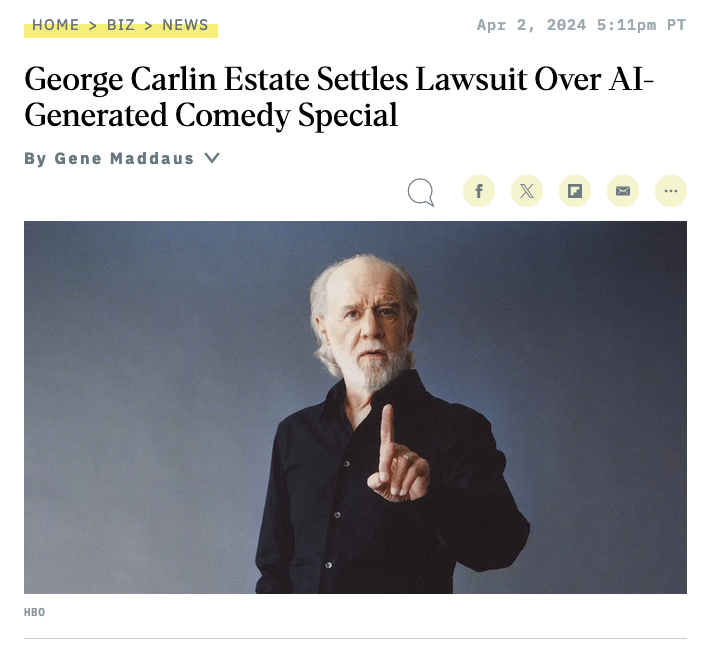 HOME > BIZ > NEWS
Apr 2, 2024 5:11pm PT
George Carlin Estate Settles Lawsuit Over AI-
Generated Comedy Special
By Gene Maddaus
HBO